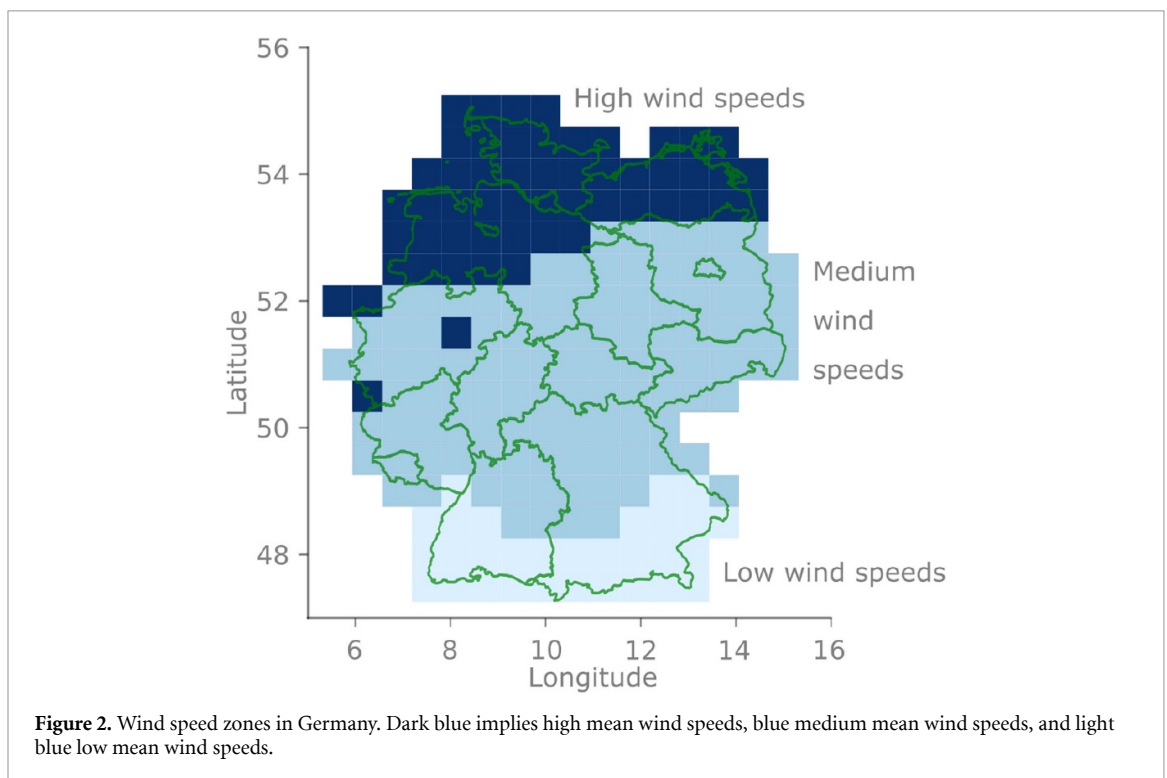 56
High wind speeds
54
Medium
wind
speeds
52
Latitude
50
48
Low wind speeds
6 8 10 12 14 16
Longitude
Figure 2. Wind speed zones in Germany. Dark blue implies high mean wind speeds, blue medium mean wind speeds, and light
blue low mean wind speeds.